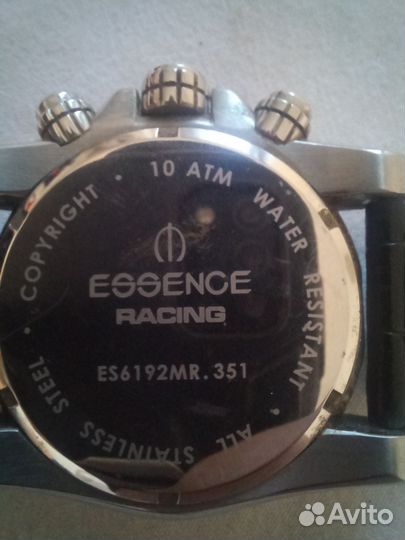 COPYRIGHT • 10 ATM WATER RESISTANT • ALL STAINLESS STEEL •
ESSENCE
RACING
ES6192MR.351
Avito